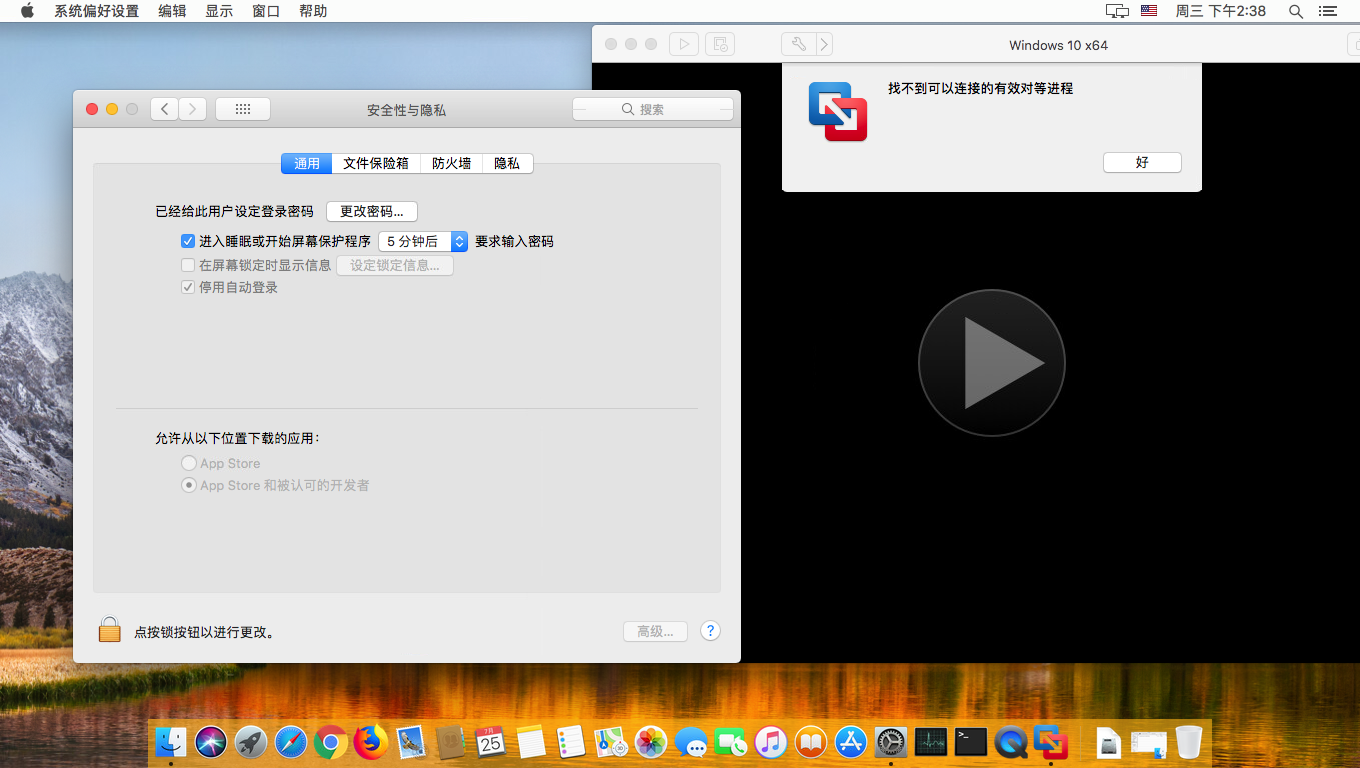 系统偏好设置 编辑 显示 窗口 帮助 周三 下午2:38
Windows 10 x64
找不到可以连接的有效对等进程
好
安全性与隐私 搜索
通用 文件保险箱 防火墙 隐私
已经给此用户设定登录密码 更改密码...
进入睡眠或开始屏幕保护程序 5 分钟后 要求输入密码
在屏幕锁定时显示信息 设定锁定信息...
停用自动登录
允许从以下位置下载的应用：
App Store
App Store 和被认可的开发者
点按锁按钮以进行更改。 高级... ?
7月
25